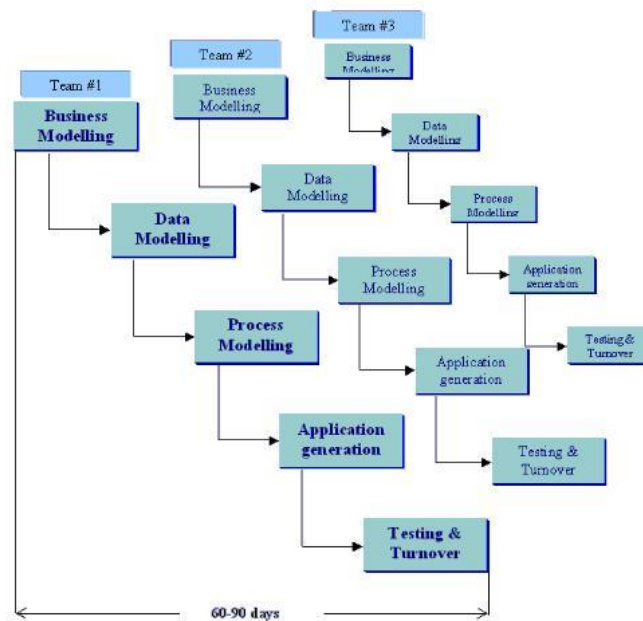 Team #1
Business
Modelling
Data
Modelling
Process
Modelling
Application
generation
Testing &
Turnover
Team #2
Business
Modelling
Data
Modelling
Process
Modelling
Application
generation
Testing &
Turnover
Team #3
Business
Modelling
Data
Modelling
Process
Modelling
Application
generation
Testing &
Turnover
60-90 days